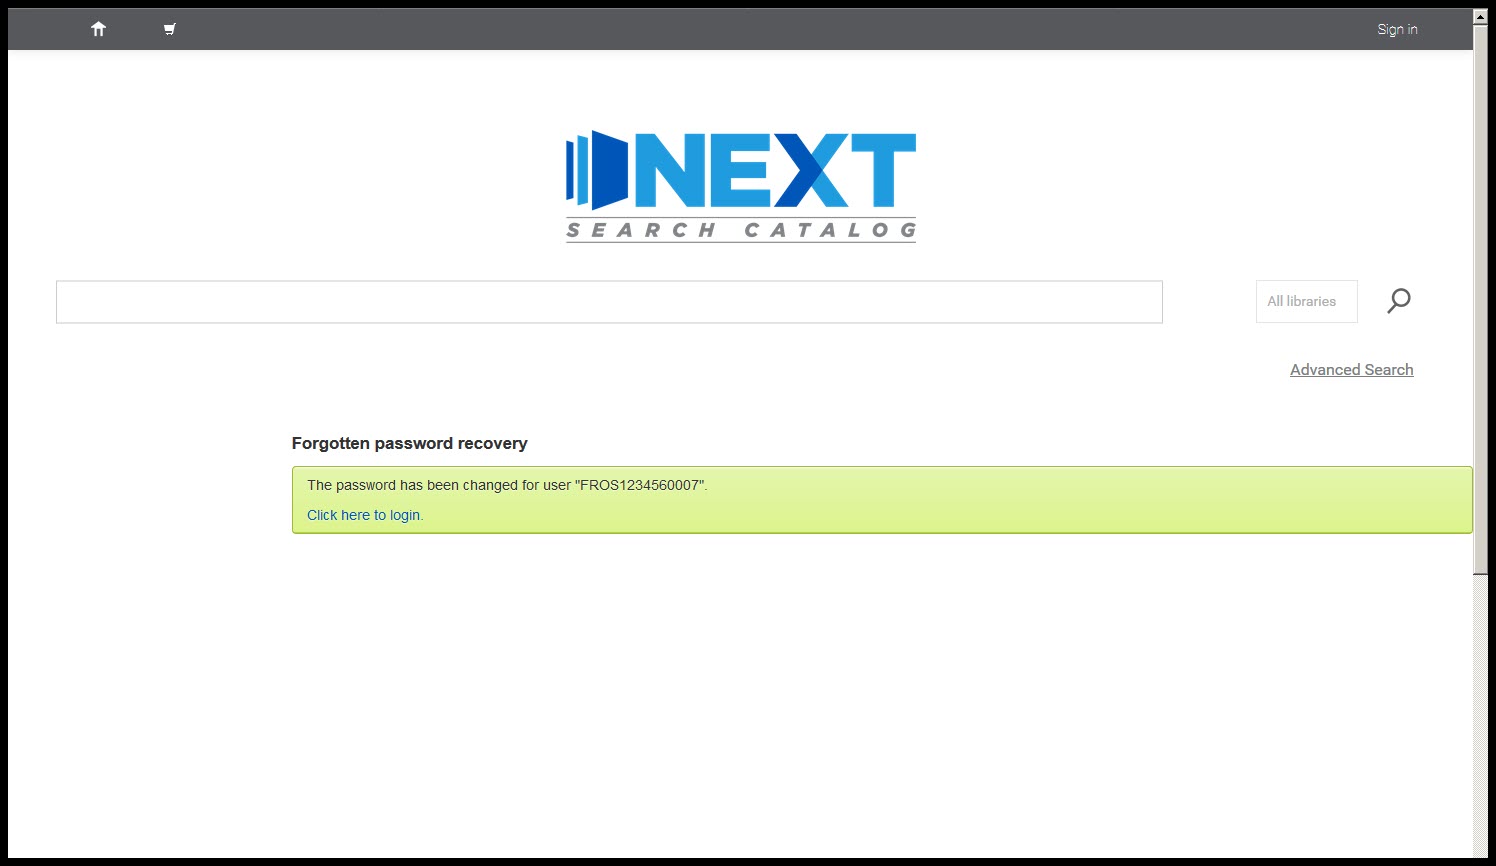 Sign in
NEXT
SEARCH CATALOG
All libraries
Advanced Search
Forgotten password recovery
The password has been changed for user "FROS1234560007".
Click here to login.